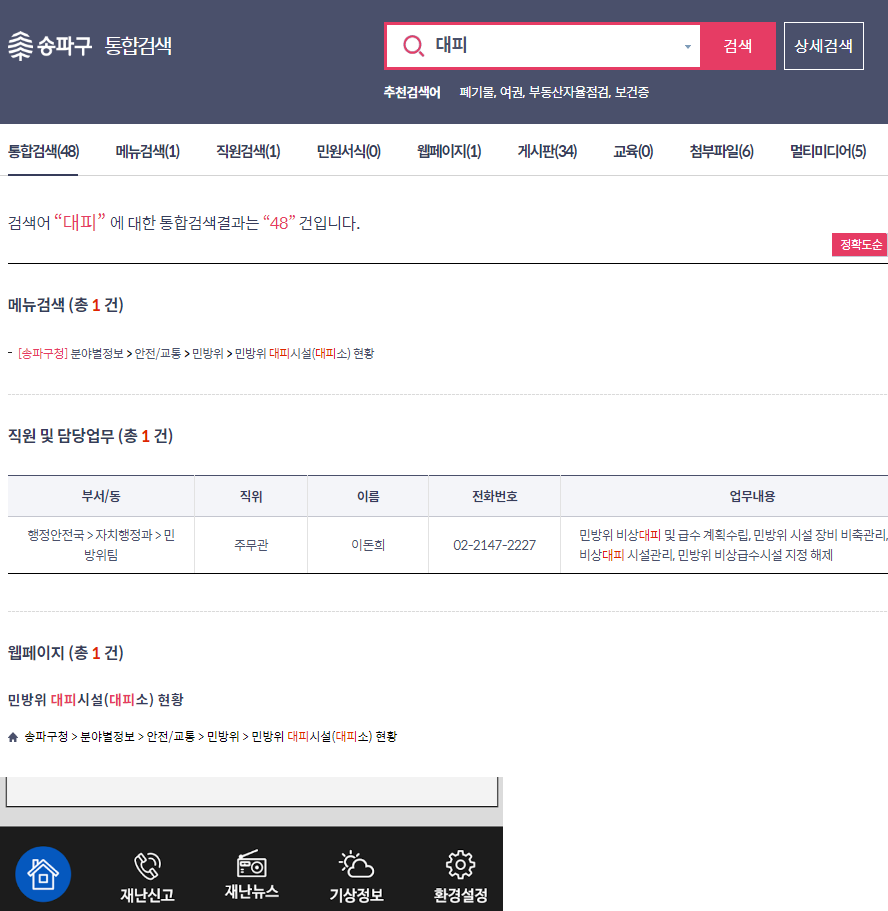 송파구 통합검색
대피
검색
상세검색
추천검색어 폐기물, 여권, 부동산자율점검, 보건증
통합검색(48) 메뉴검색(1) 직원검색(1) 민원서식(0) 웹페이지(1) 게시판(34) 교육(0) 첨부파일(6) 멀티미디어(5)
검색어 “대피” 에 대한 통합검색결과는 “48” 건입니다.
정확도순
메뉴검색 (총 1 건)
- [송파구청] 분야별정보 > 안전/교통 > 민방위 > 민방위 대피시설(대피소) 현황
직원 및 담당업무 (총 1 건)
부서/동 직위 이름 전화번호 업무내용
행정안전국 > 자치행정과 > 민방위팀 주무관 이돈희 02-2147-2227 민방위 비상대피 및 급수 계획수립, 민방위 시설 장비 비축관리,
비상대피 시설관리, 민방위 비상급수시설 지정 해제
웹페이지 (총 1 건)
민방위 대피시설(대피소) 현황
송파구청 > 분야별정보 > 안전/교통 > 민방위 > 민방위 대피시설(대피소) 현황
재난신고 재난뉴스 기상정보 환경설정